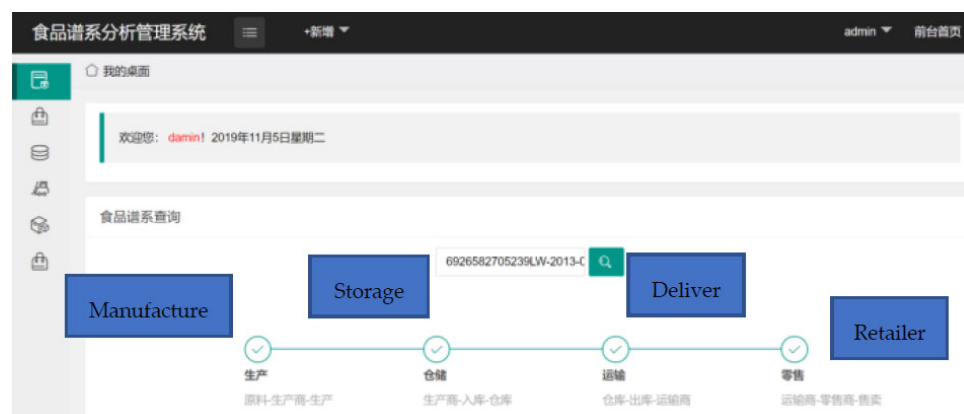 食品谱系分析管理系统 +新增 admin 前台首页
我的桌面
欢迎您： damin！ 2019年11月5日星期二
食品谱系查询
6926582705239LW-2013-0
Manufacture Storage Deliver Retailer
生产 仓储 运输 零售
原料-生产商-生产 生产商-入库-仓库 仓库-出库-运输商 运输商-零售商-售卖